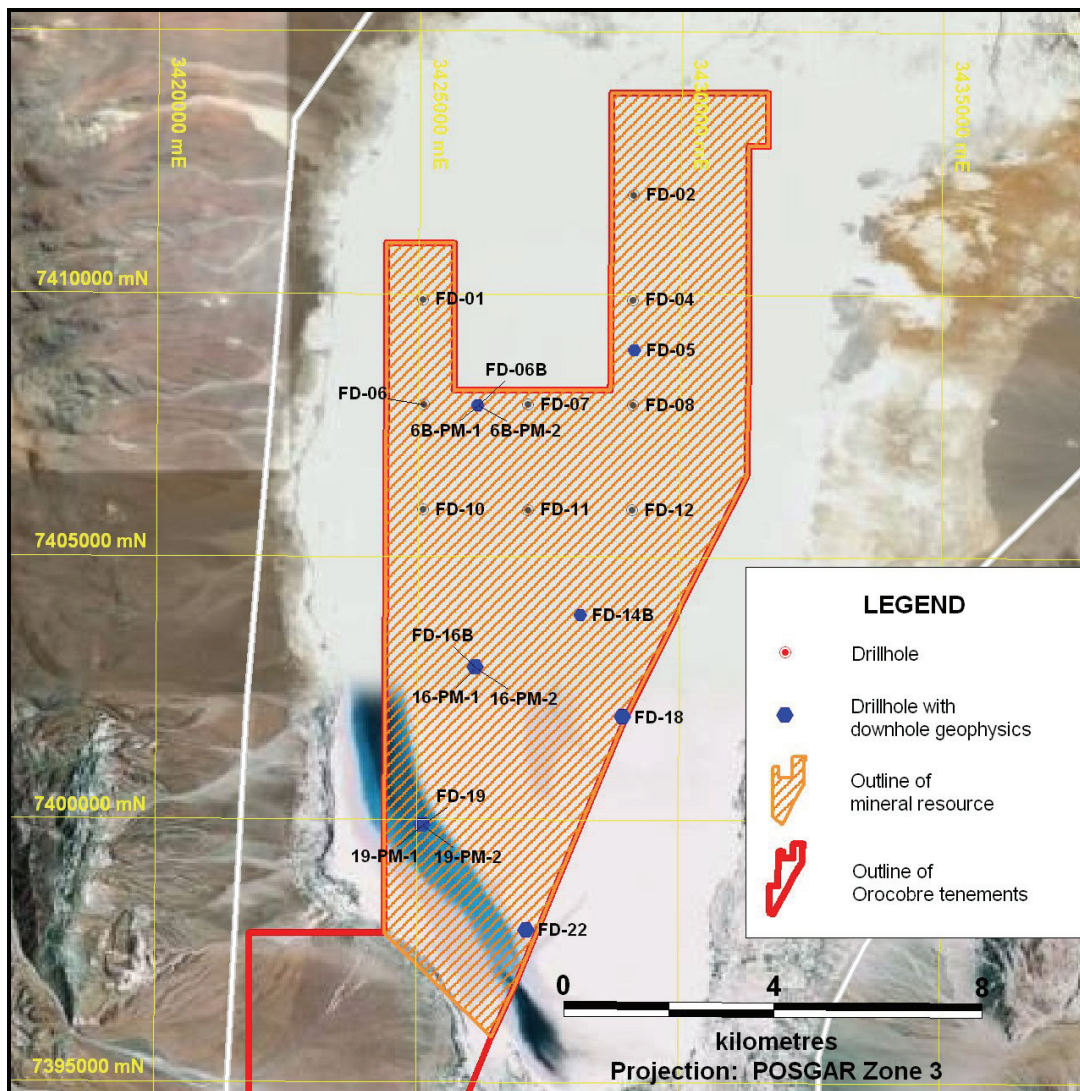 3420000 mE
3425000 mE
3430000 mE
3435000 mE
FD-02
7410000 mN
FD-01
FD-04
FD-05
FD-06B
FD-06
FD-07
FD-08
6B-PM-1 6B-PM-2
FD-10
FD-11
FD-12
7405000 mN
FD-14B
FD-16B
16-PM-1 16-PM-2
FD-18
7400000 mN
FD-19
19-PM-1 19-PM-2
FD-22
7395000 mN
LEGEND
Drillhole
Drillhole with
downhole geophysics
Outline of
mineral resource
Outline of
Orocobre tenements
0 4 8
kilometres
Projection: POSGAR Zone 3